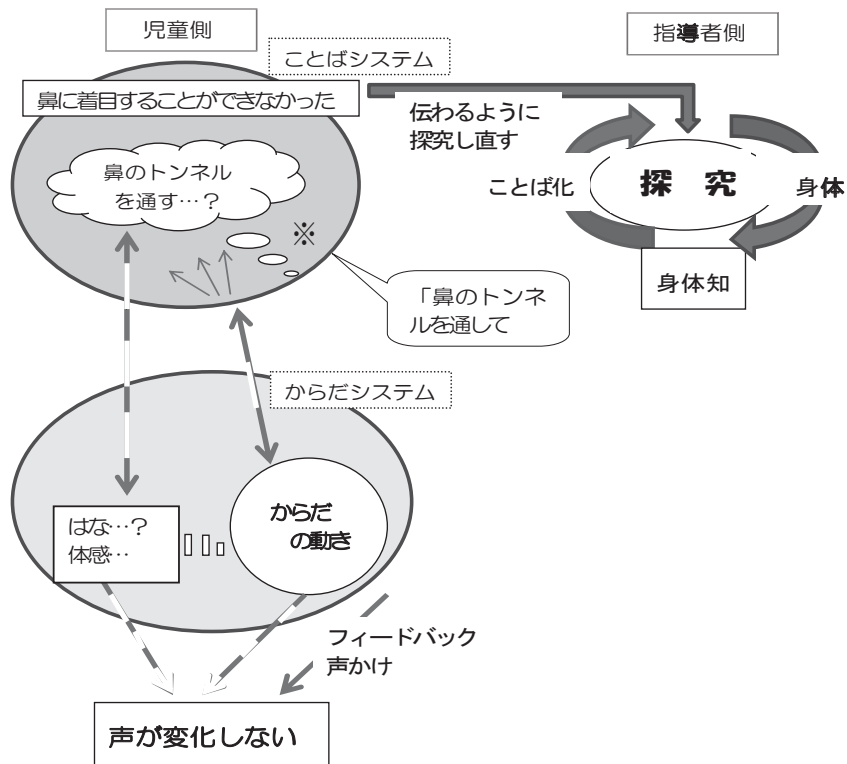 児童側
指導者側
ことばシステム
鼻に着目することができなかった
伝わるように
探究し直す
鼻のトンネル
を通す…？
※
ことば化
探 究
身体
身体知
「鼻のトンネ
ルを通して
からだシステム
はな…？
体感…
からだ
の動き
フィードバック
声かけ
声が変化しない